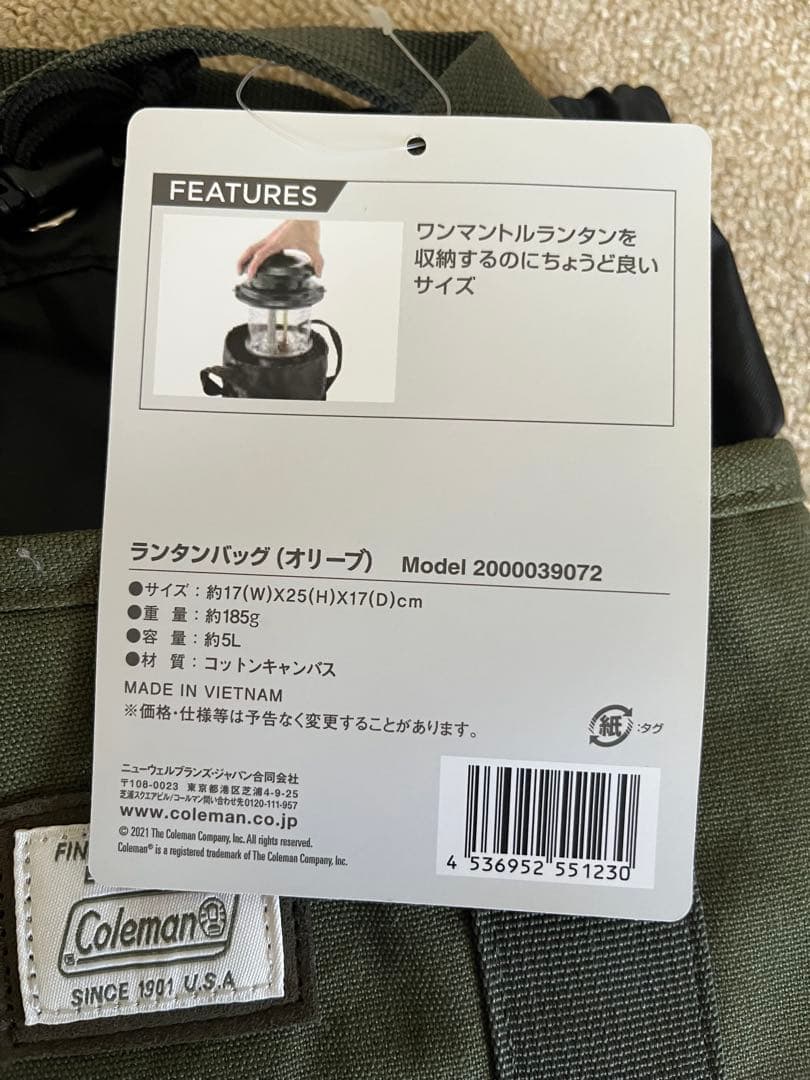 FEATURES
ワンマントルランタンを
収納するのにちょうど良い
サイズ
ランタンバッグ(オリーブ) Model 2000039072
●サイズ：約17(W)X25(H)X17(D)cm
●重 量：約185g
●容 量：約5L
●材 質：コットンキャンバス
MADE IN VIETNAM
※価格・仕様等は予告なく変更することがあります。
紙：タグ
ニューウェルブランズ・ジャパン合同会社
〒108-0023 東京都港区芝浦4-9-25
芝浦スクエアビル/コールマン問い合わせ先0120-111-957
www.coleman.co.jp
© 2021 The Coleman Company, Inc. All rights reserved.
Coleman® is a registered trademark of The Coleman Company, Inc.
4 536952 551230
FIN
Coleman
SINCE 1901 U.S.A